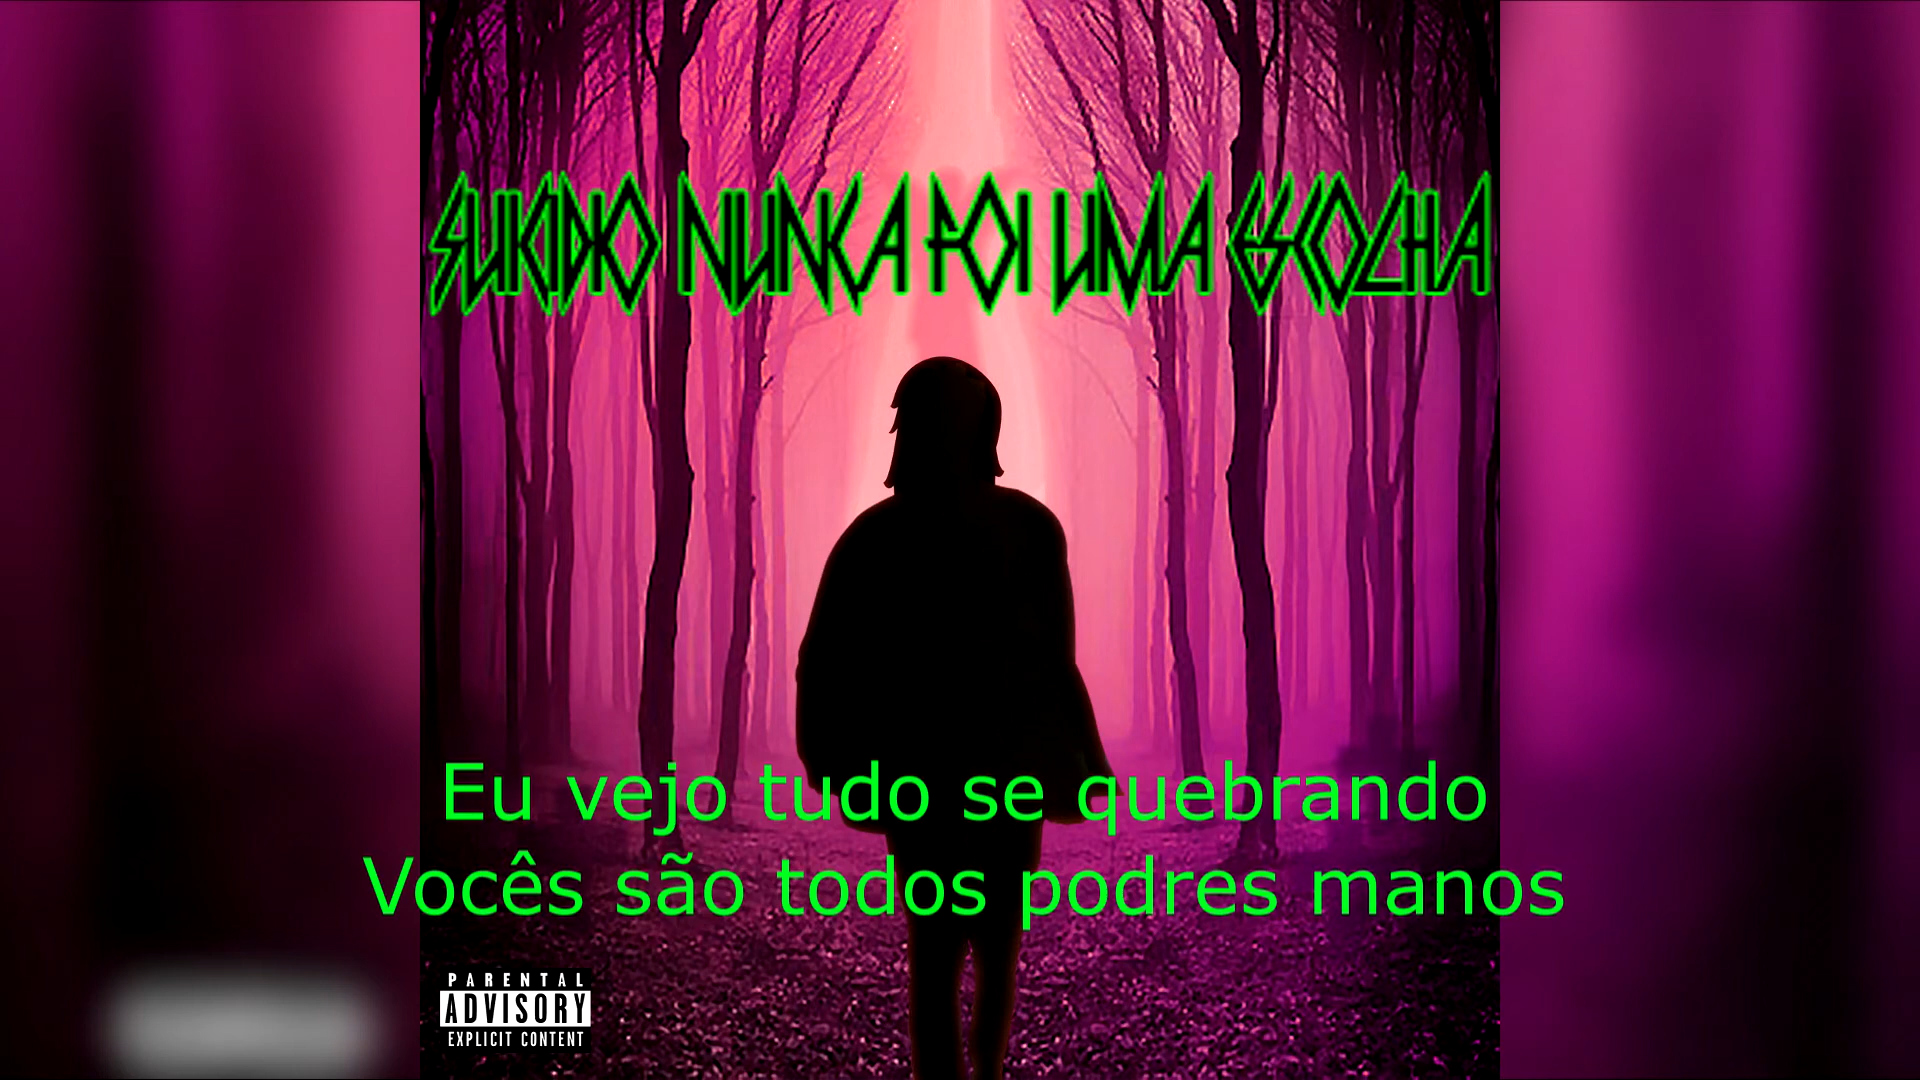 SUICIDIO NUNCA FOI UMA ESCOLHA
Eu vejo tudo se quebrando
Vocês são todos podres manos
PARENTAL
ADVISORY
EXPLICIT CONTENT